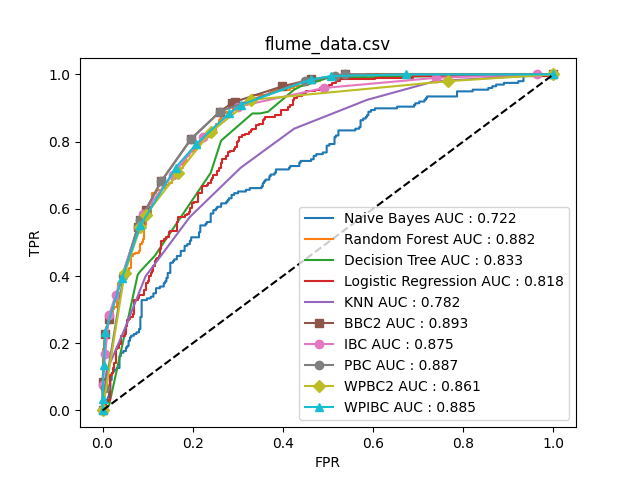 flume_data.csv
1.0
0.8
0.6
0.4
0.2
0.0
TPR
Naive Bayes AUC : 0.722
Random Forest AUC : 0.882
Decision Tree AUC : 0.833
Logistic Regression AUC : 0.818
KNN AUC : 0.782
BBC2 AUC : 0.893
IBC AUC : 0.875
PBC AUC : 0.887
WPBC2 AUC : 0.861
WPIBC AUC : 0.885
0.0 0.2 0.4 0.6 0.8 1.0
FPR